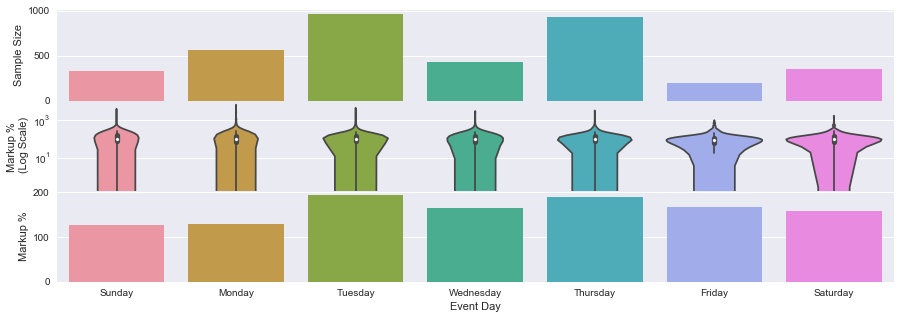 1000
Sample Size
500
0
Markup %
(Log Scale)
10^3
10^1
200
Markup %
100
0
Sunday Monday Tuesday Wednesday Thursday Friday Saturday
Event Day